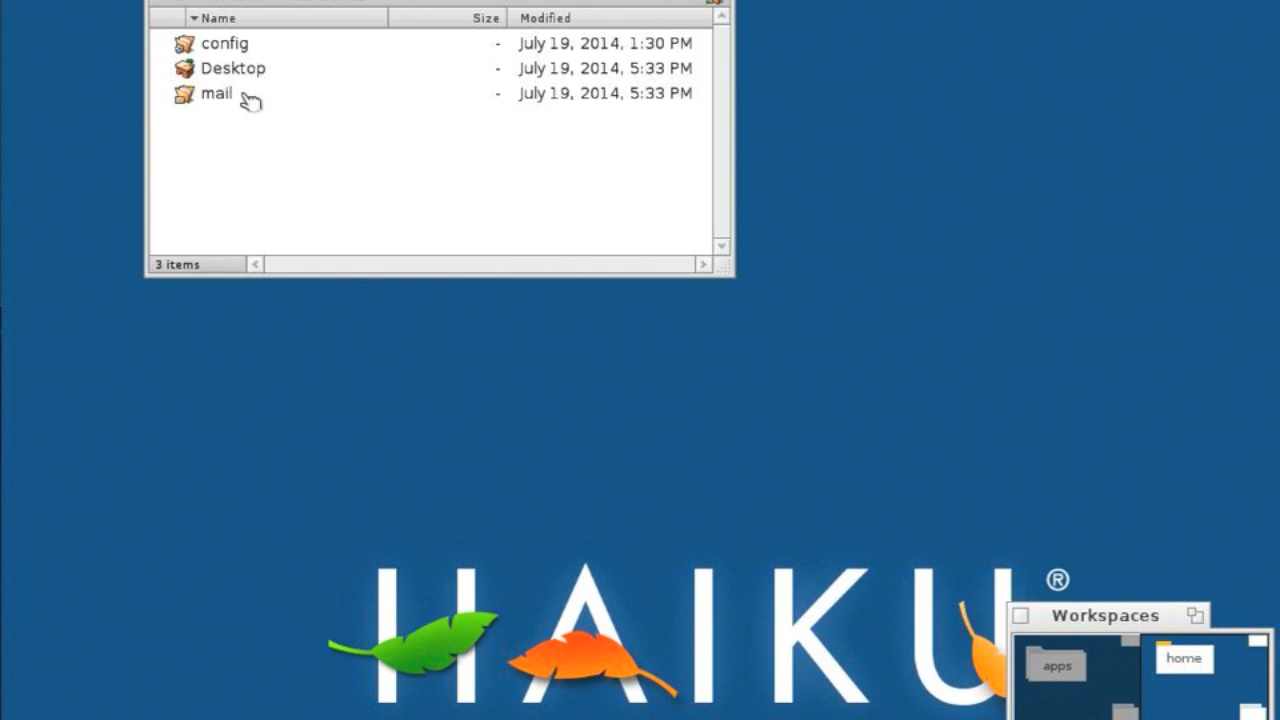 Name Size Modified
config - July 19, 2014, 1:30 PM
Desktop - July 19, 2014, 5:33 PM
mail - July 19, 2014, 5:33 PM
3 items
HAIKU®
Workspaces
apps home